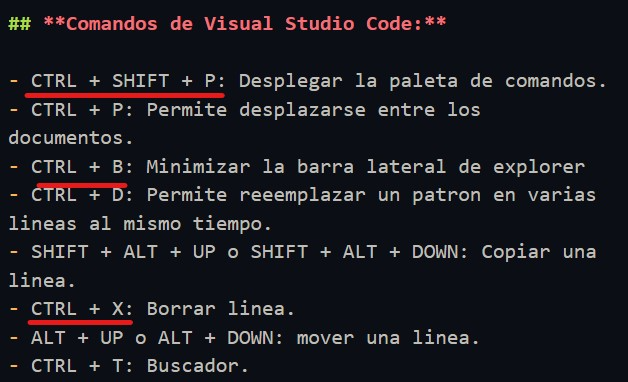 ## **Comandos de Visual Studio Code:**
- CTRL + SHIFT + P: Desplegar la paleta de comandos.
- CTRL + P: Permite desplazarse entre los
documentos.
- CTRL + B: Minimizar la barra lateral de explorer
- CTRL + D: Permite reeemplazar un patron en varias
lineas al mismo tiempo.
- SHIFT + ALT + UP o SHIFT + ALT + DOWN: Copiar una
linea.
- CTRL + X: Borrar linea.
- ALT + UP o ALT + DOWN: mover una linea.
- CTRL + T: Buscador.